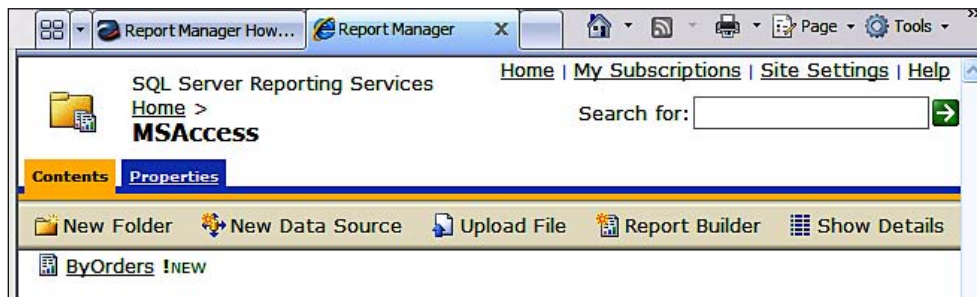 Report Manager How... Report Manager X Page Tools
Home | My Subscriptions | Site Settings | Help
SQL Server Reporting Services
Home >
Search for:
MSAccess
Contents Properties
New Folder New Data Source Upload File Report Builder Show Details
ByOrders !NEW